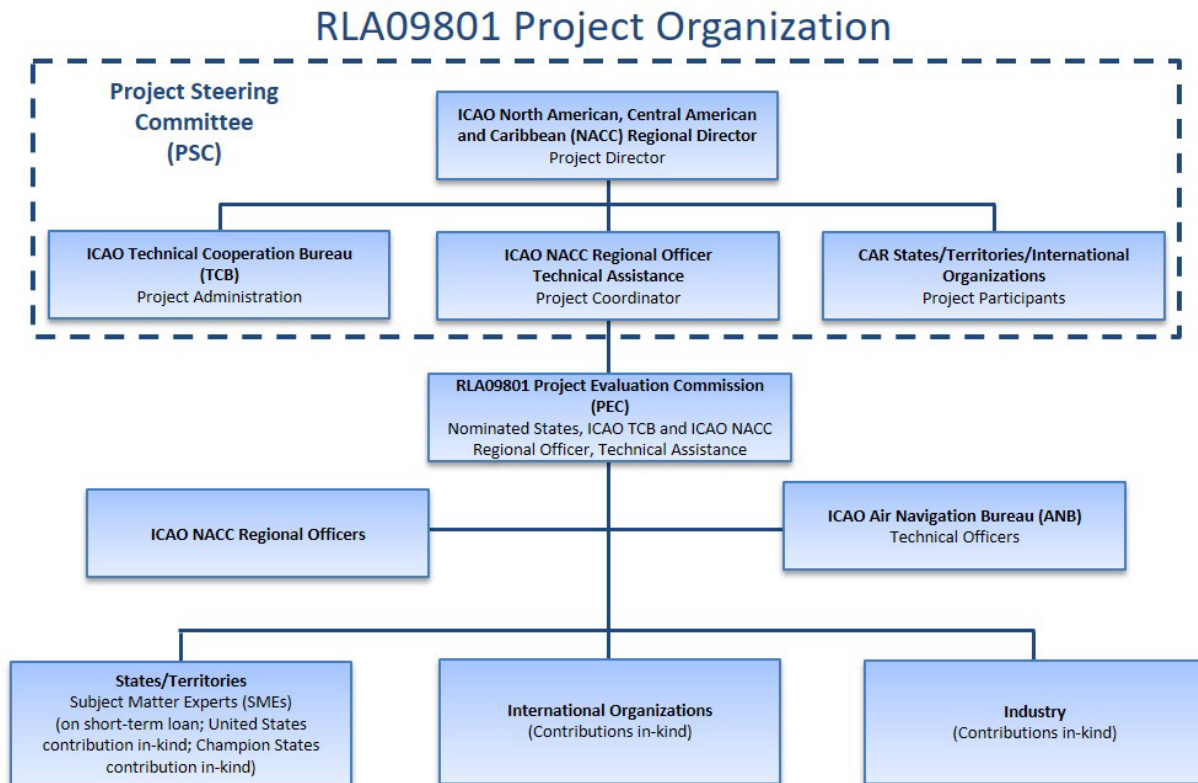 RLA09801 Project Organization
Project Steering
Committee
(PSC)
ICAO North American, Central American
and Caribbean (NACC) Regional Director
Project Director
ICAO Technical Cooperation Bureau
(TCB)
Project Administration
ICAO NACC Regional Officer
Technical Assistance
Project Coordinator
CAR States/Territories/International
Organizations
Project Participants
RLA09801 Project Evaluation Commission
(PEC)
Nominated States, ICAO TCB and ICAO NACC
Regional Officer, Technical Assistance
ICAO NACC Regional Officers
ICAO Air Navigation Bureau (ANB)
Technical Officers
States/Territories
Subject Matter Experts (SMEs)
(on short-term loan; United States
contribution in-kind; Champion States
contribution in-kind)
International Organizations
(Contributions in-kind)
Industry
(Contributions in-kind)